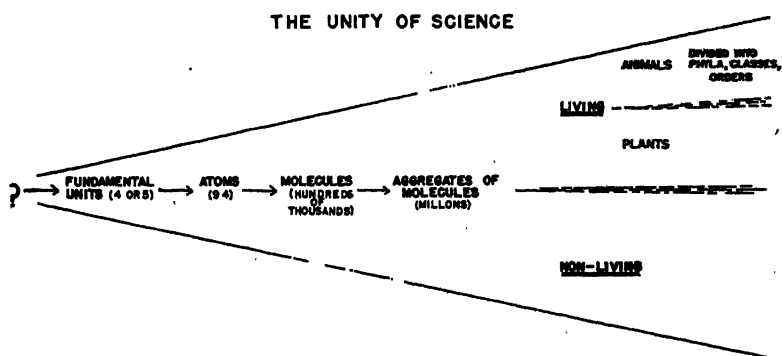 THE UNITY OF SCIENCE
ANIMALS
DIVIDED INTO
PHYLA, CLASSES,
ORDERS
LIVING
PLANTS
?
FUNDAMENTAL
UNITS (4 OR 5)
ATOMS
(94)
MOLECULES
(HUNDREDS
OF
THOUSANDS)
AGGREGATES OF
MOLECULES
(MILLONS)
NON-LIVING